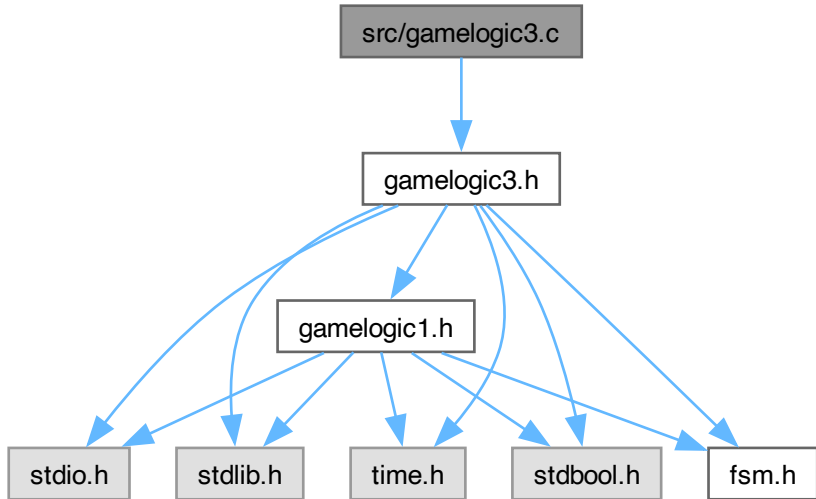 src/gamelogic3.c
gamelogic3.h
gamelogic1.h
stdio.h
stdlib.h
time.h
stdbool.h
fsm.h